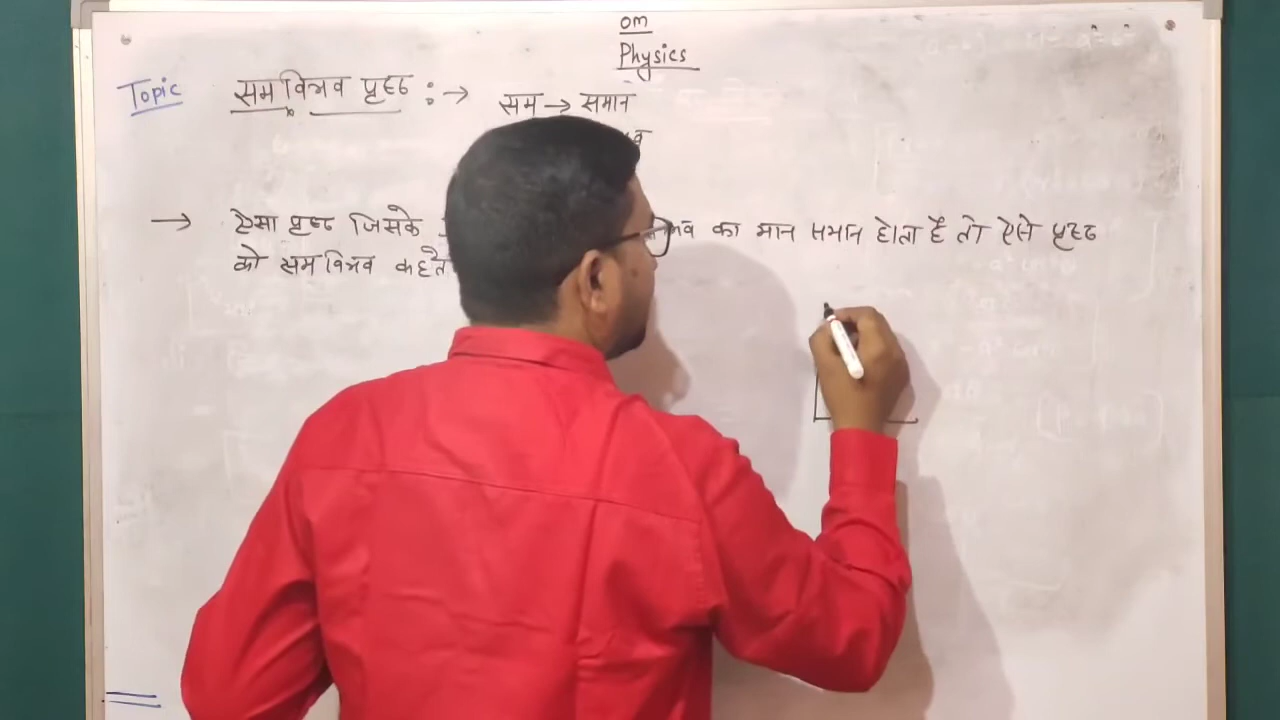 om
Physics
Topic समविभव पृष्ठ :→ सम → समान
→ ऐसा पृष्ठ जिसके का मान समान होता है तो ऐसे पृष्ठ
को समविभव कहते